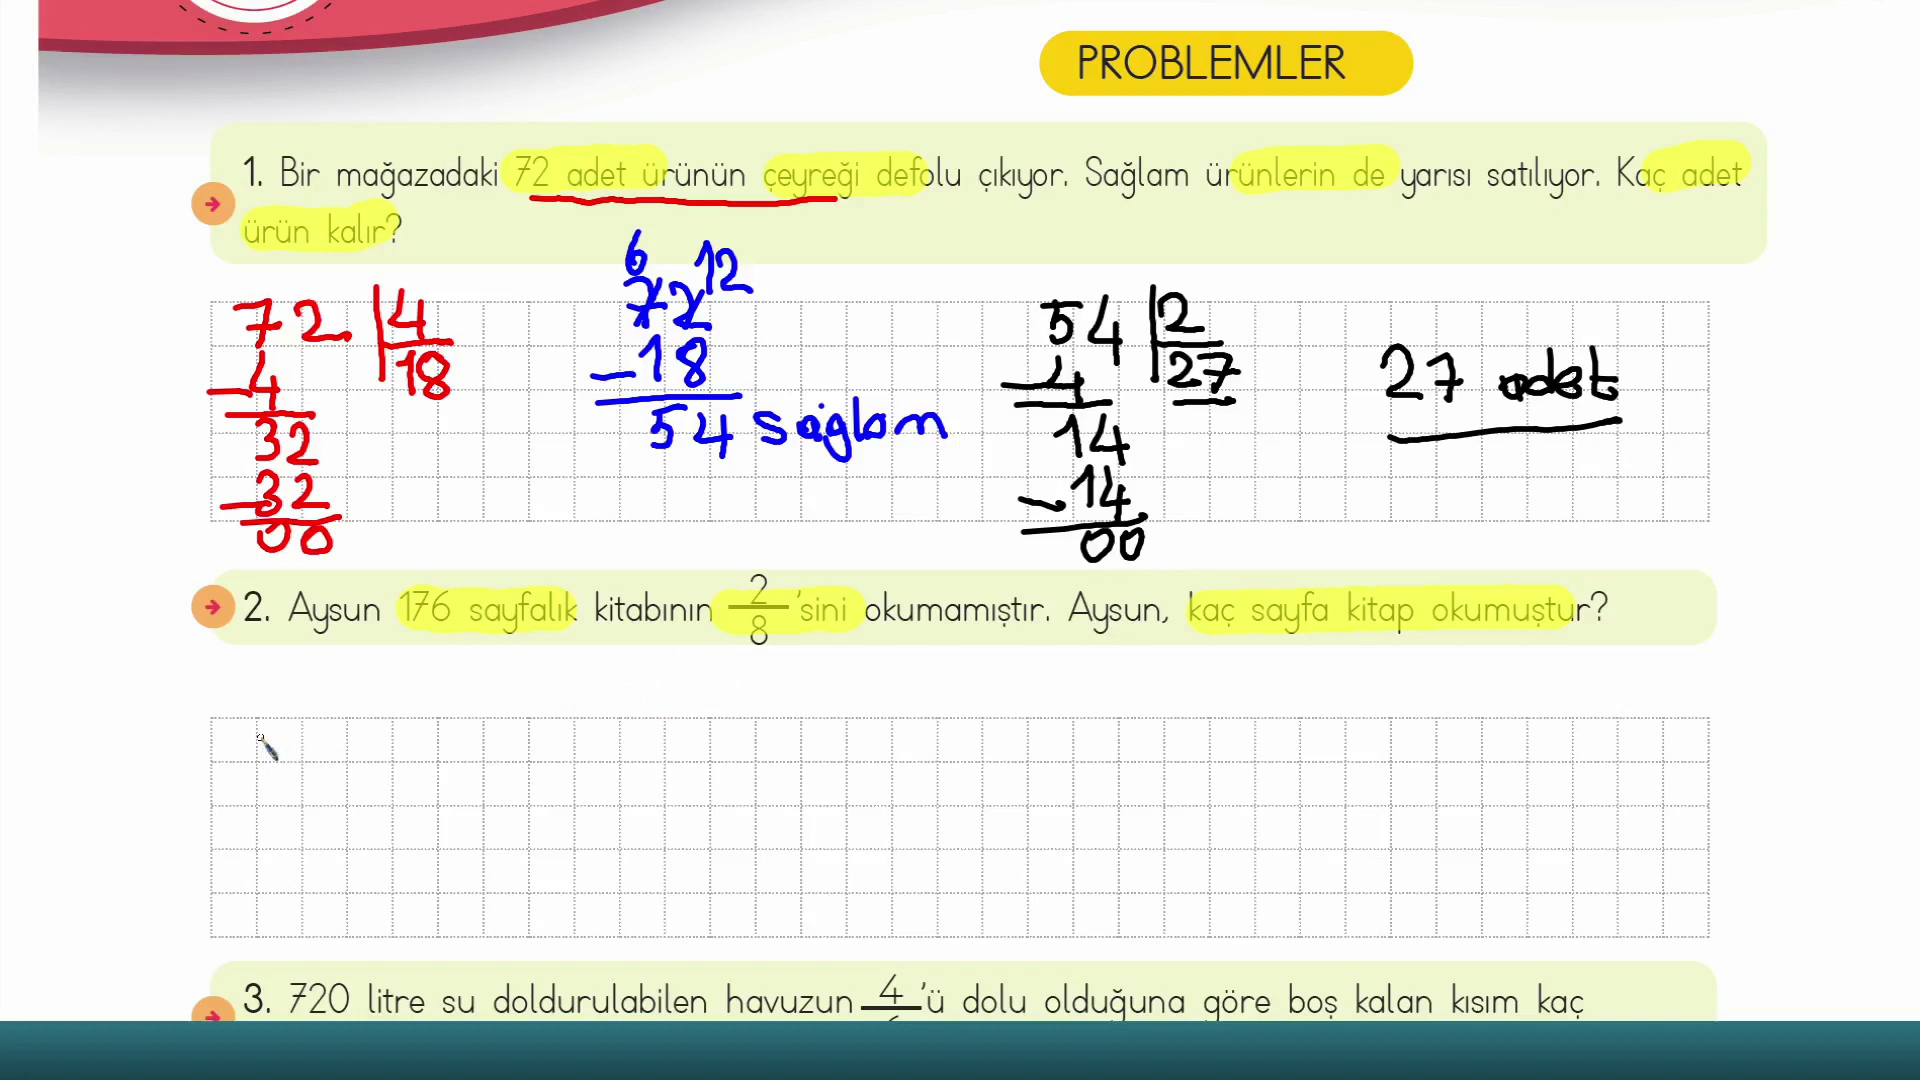 PROBLEMLER
1. Bir mağazadaki 72 adet ürünün çeyreği defolu çıkıyor. Sağlam ürünlerin de yarısı satılıyor. Kaç adet
ürün kalır?
72 4
18
-4
32
-32
00
6 12
72
-18
54 sağlam
54 2
27
-4
14
-14
00
27 adet
2. Aysun 176 sayfalık kitabının 2/8 'sini okumamıştır. Aysun, kaç sayfa kitap okumuştur?
3. 720 litre su doldurulabilen havuzun 4 'ü dolu olduğuna göre boş kalan kısım kaç